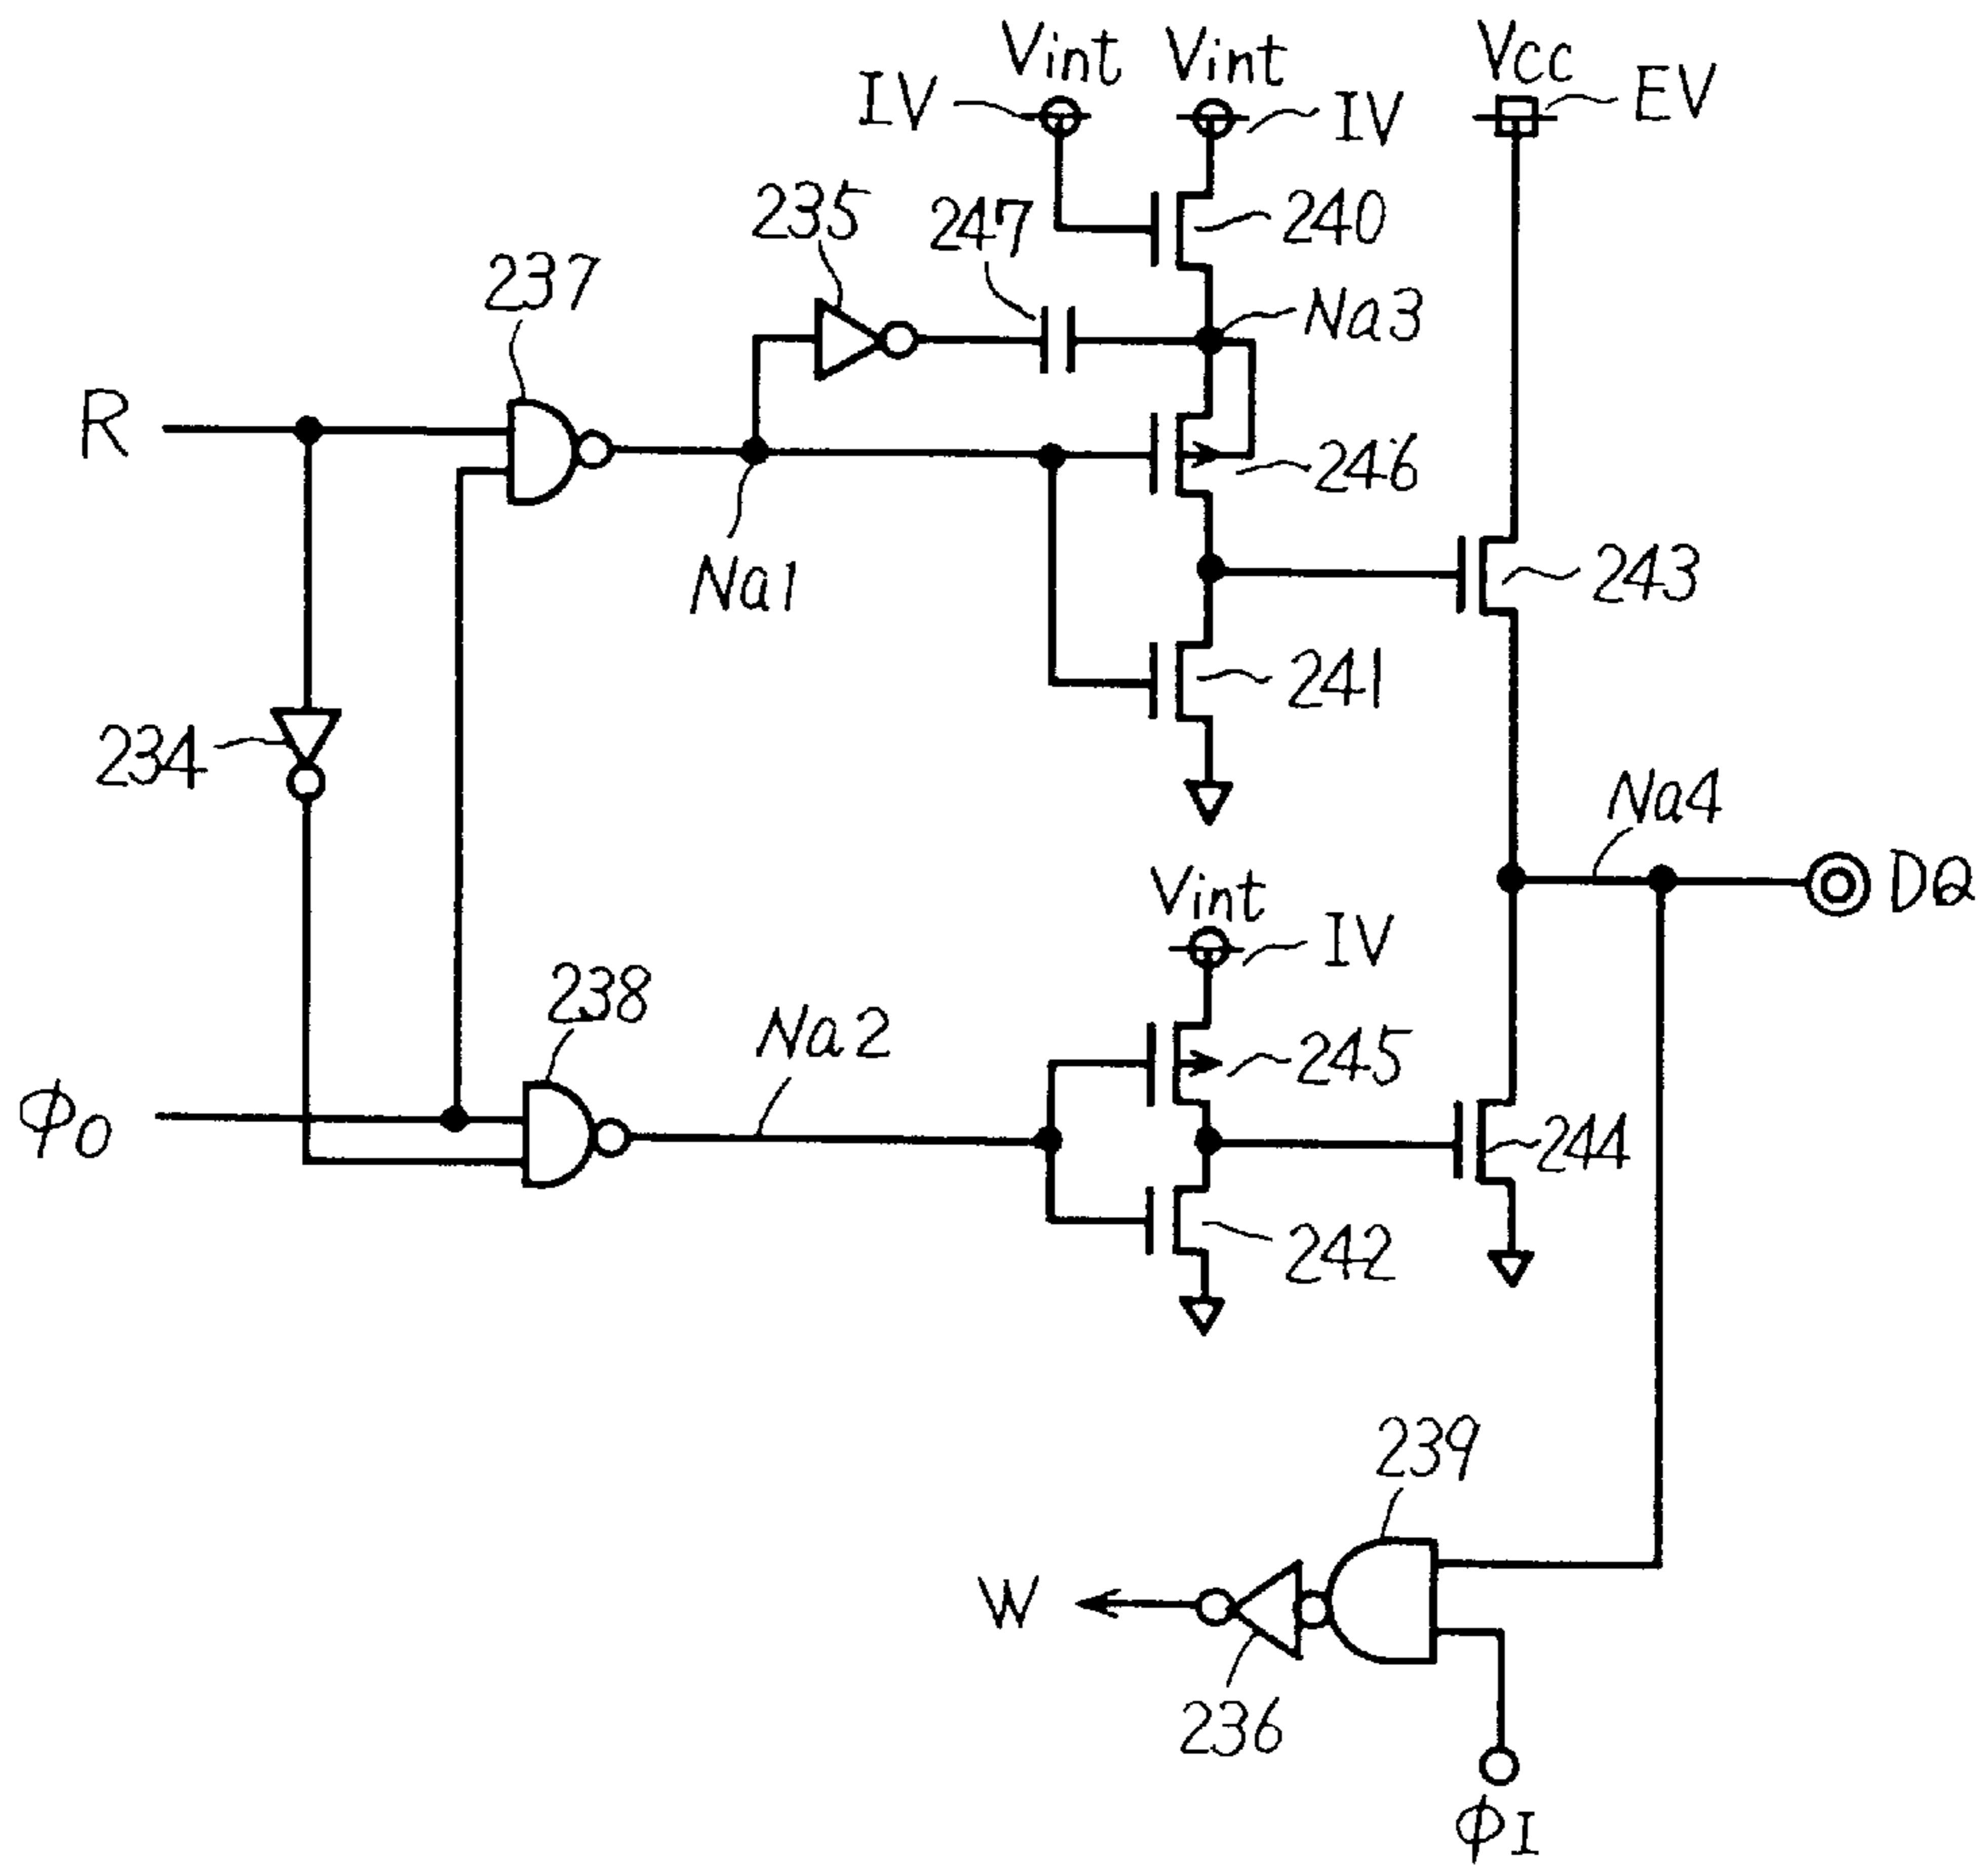 Vint
Vint
Vcc
IV
IV
EV
235
247
240
237
Na3
R
246
Na1
243
241
234
Na4
Vint
DQ
IV
238
Na2
245
φO
244
242
239
W
236
φI